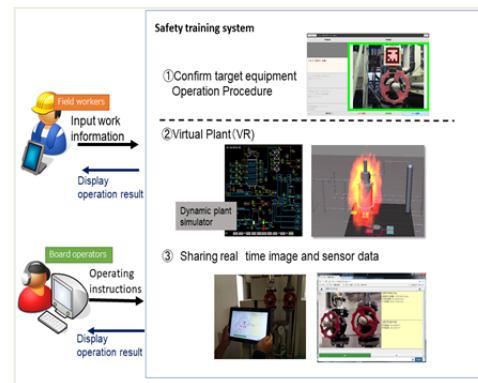 Safety training system
①Confirm target equipment
Operation Procedure
Field workers
Input work
information
Display
operation result
②Virtual Plant(VR)
Dynamic plant
simulator
③ Sharing real time image and sensor data
Board operators
Operating
instructions
Display
operation result